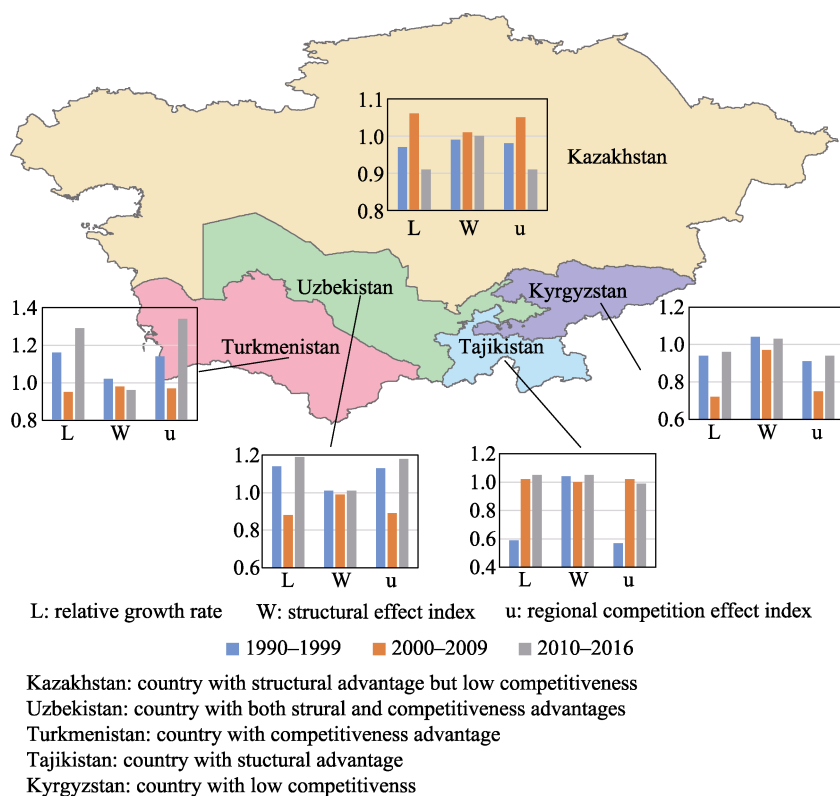 1.1
1.0
0.9
0.8
L W u
Kazakhstan
Uzbekistan
Kyrgyzstan
Turkmenistan
Tajikistan
1.4
1.2
1.0
0.8
L W u
1.2
1.0
0.8
0.6
L W u
1.2
1.0
0.8
0.6
L W u
1.2
1.0
0.8
0.6
0.4
L W u
L: relative growth rate W: structural effect index u: regional competition effect index
1990–1999 2000–2009 2010–2016
Kazakhstan: country with structural advantage but low competitiveness
Uzbekistan: country with both strural and competitiveness advantages
Turkmenistan: country with competitiveness advantage
Tajikistan: country with stuctural advantage
Kyrgyzstan: country with low competitivenss